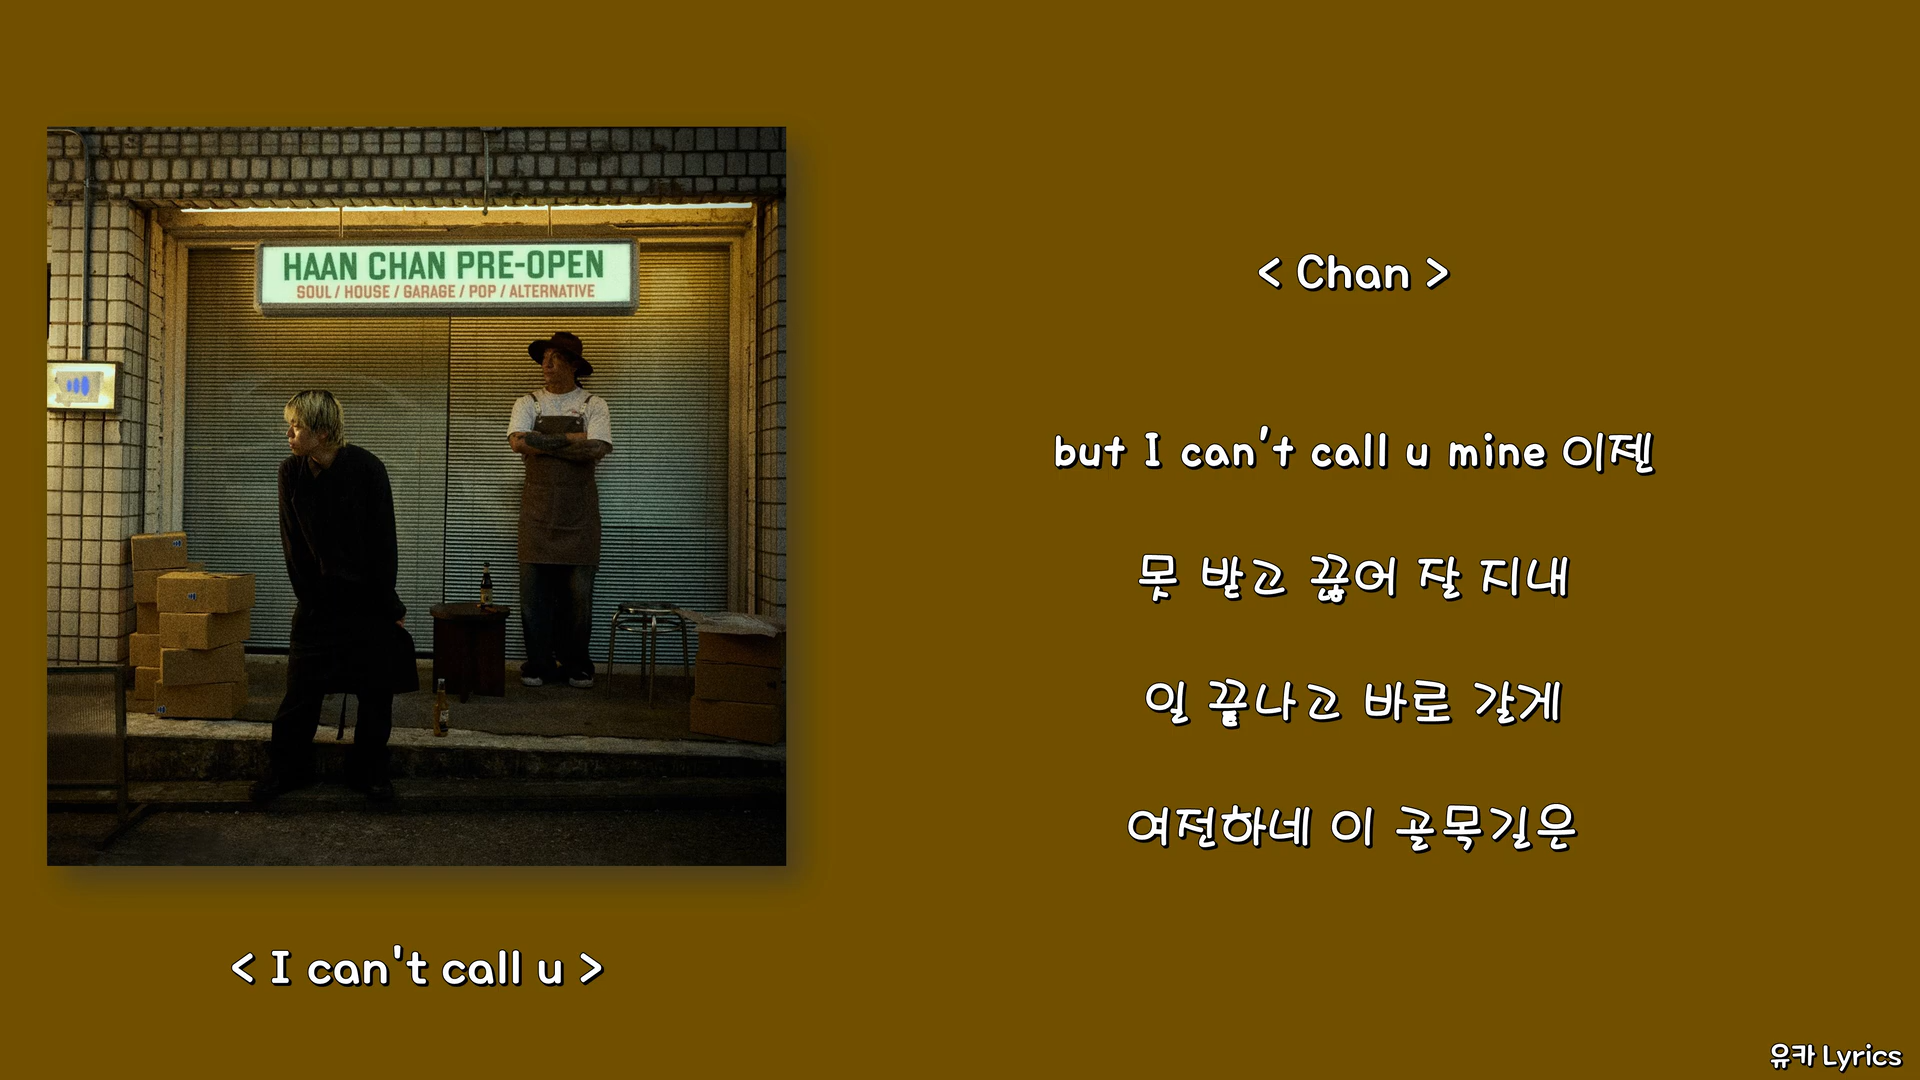 HAAN CHAN PRE-OPEN
SOUL / HOUSE / GARAGE / POP / ALTERNATIVE
< I can't call u >
< Chan >
but I can't call u mine 이젠
못 받고 끊어 잘 지내
일 끝나고 바로 갈게
여전하네 이 골목길은
유카 Lyrics